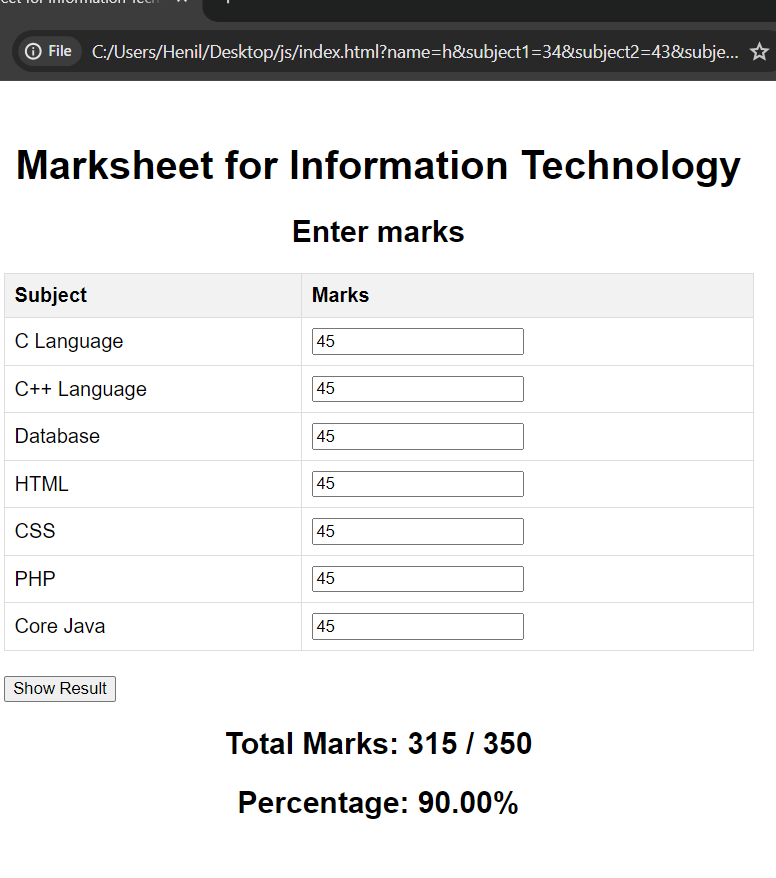 File C:/Users/Henil/Desktop/js/index.html?name=h&subject1=34&subject2=43&subje...
Marksheet for Information Technology
Enter marks
Subject Marks
C Language 45
C++ Language 45
Database 45
HTML 45
CSS 45
PHP 45
Core Java 45
Show Result
Total Marks: 315 / 350
Percentage: 90.00%